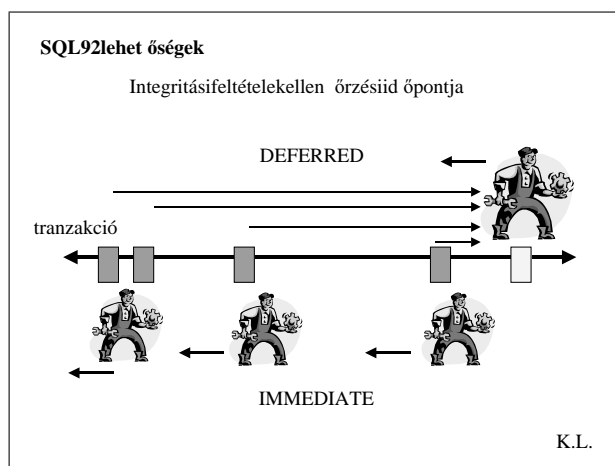 SQL92lehet őségek
Integritásifeltételekellen őrzésiid őpontja
DEFERRED
tranzakció
IMMEDIATE
K.L.